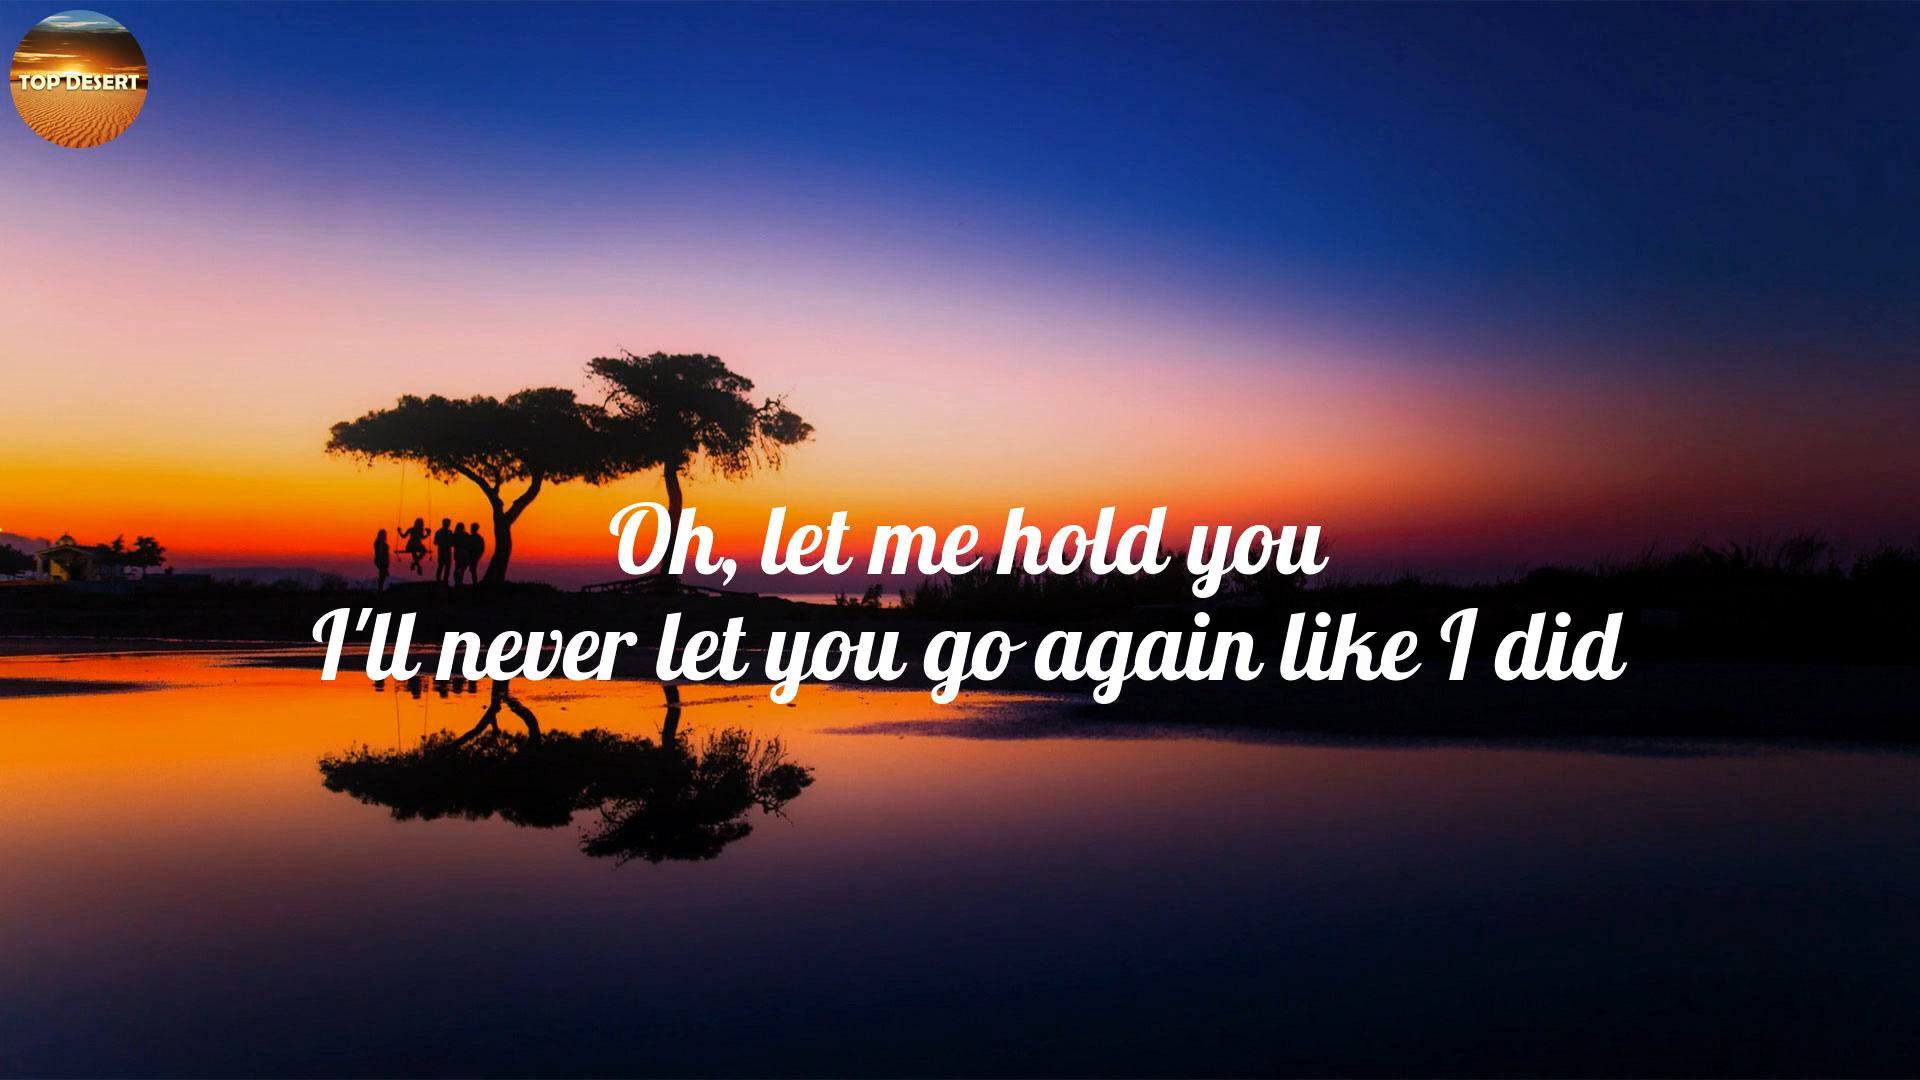 TOP DESERT
Oh, let me hold you
I'll never let you go again like I did